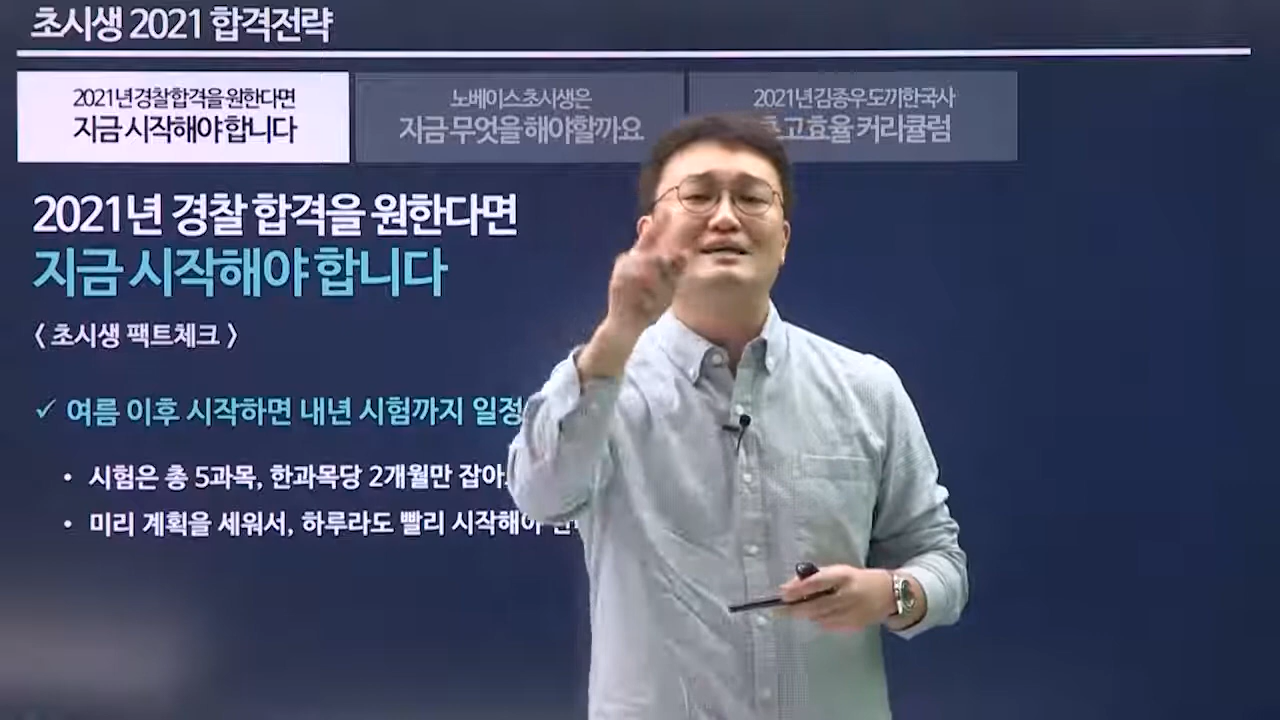 초시생 2021 합격전략
2021년 경찰 합격을 원한다면
지금 시작해야 합니다
노베이스 초시생은
지금 무엇을 해야할까요
2021년 김종우 도끼한국사
고효율 커리큘럼
2021년 경찰 합격을 원한다면
지금 시작해야 합니다
< 초시생 팩트체크 >
✓ 여름 이후 시작하면 내년 시험까지 일정
• 시험은 총 5과목, 한과목당 2개월만 잡아
• 미리 계획을 세워서, 하루라도 빨리 시작해야